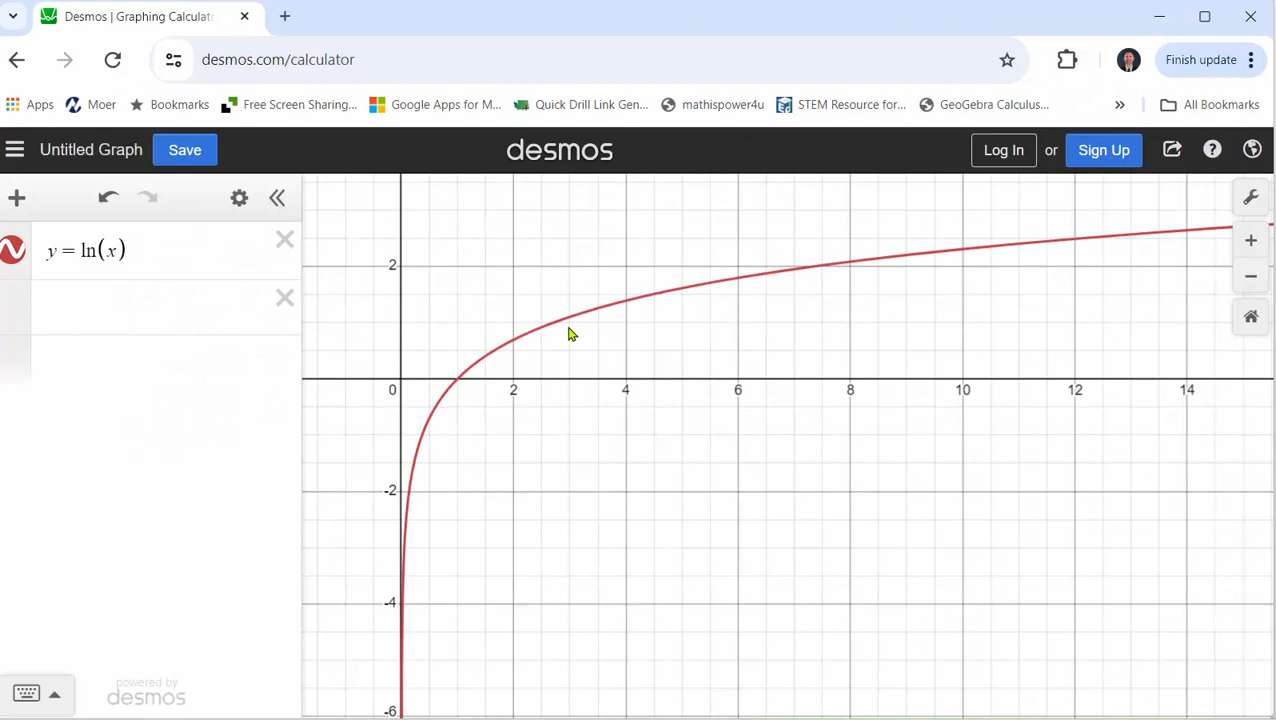 Desmos | Graphing Calculato
desmos.com/calculator
Finish update
Apps
Moer
Bookmarks
Free Screen Sharing...
Google Apps for M...
Quick Drill Link Gen...
mathispower4u
STEM Resource for...
GeoGebra Calculus...
»
All Bookmarks
Untitled Graph
Save
desmos
Log In
or
Sign Up
y = ln(x)
2
0
2
4
6
8
10
12
14
-2
-4
-6
powered by
desmos